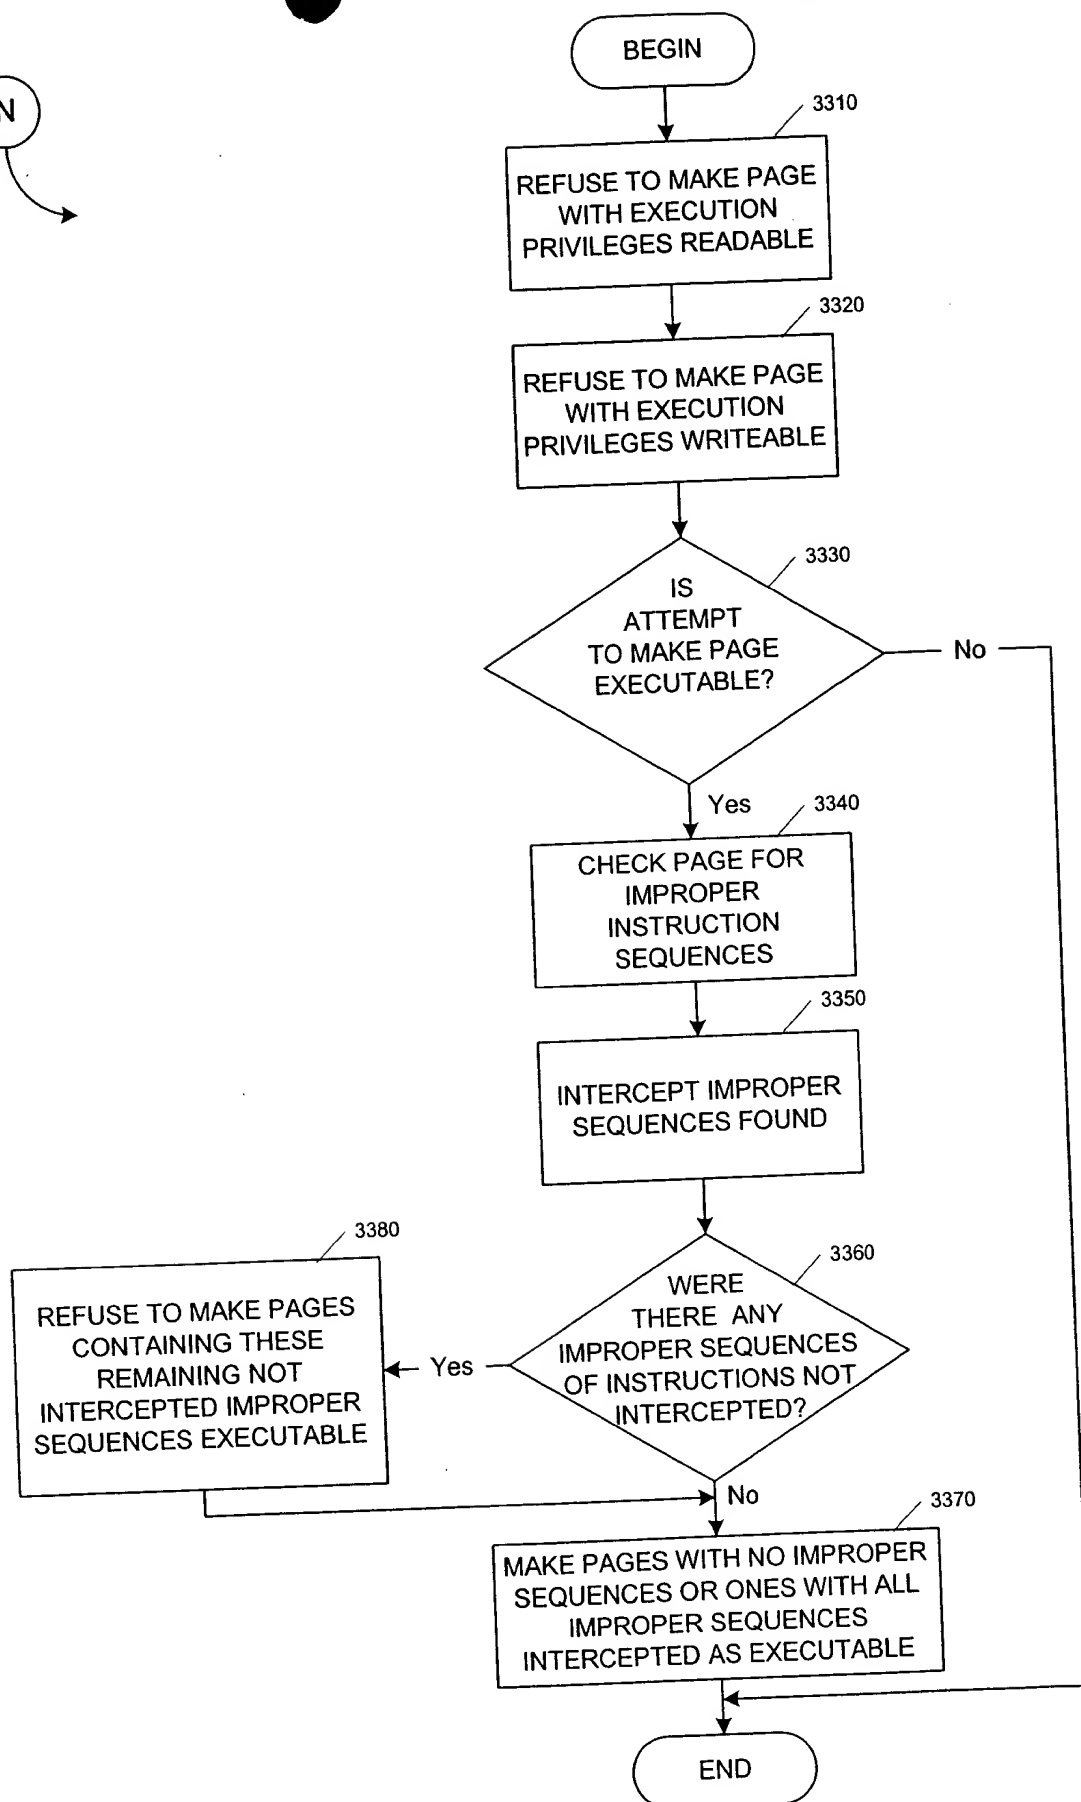 BEGIN
N
3310
REFUSE TO MAKE PAGE
WITH EXECUTION
PRIVILEGES READABLE
3320
REFUSE TO MAKE PAGE
WITH EXECUTION
PRIVILEGES WRITEABLE
3330
IS
ATTEMPT
TO MAKE PAGE
EXECUTABLE?
No
Yes
3340
CHECK PAGE FOR
IMPROPER
INSTRUCTION
SEQUENCES
3350
INTERCEPT IMPROPER
SEQUENCES FOUND
3360
WERE
THERE ANY
IMPROPER SEQUENCES
OF INSTRUCTIONS NOT
INTERCEPTED?
Yes
3380
REFUSE TO MAKE PAGES
CONTAINING THESE
REMAINING NOT
INTERCEPTED IMPROPER
SEQUENCES EXECUTABLE
No
3370
MAKE PAGES WITH NO IMPROPER
SEQUENCES OR ONES WITH ALL
IMPROPER SEQUENCES
INTERCEPTED AS EXECUTABLE
END